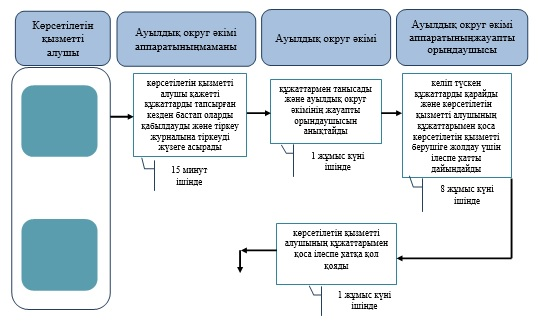 Көрсетілетін
қызметті
алушы
Ауылдық округ әкімі
аппаратыныңмаманы
Ауылдық округ әкімі
Ауылдық округ әкімі
аппаратыныңжауапты
орындаушысы
көрсетілетін қызметті
алушы қажетті
құжаттарды тапсырған
кезден бастап оларды
қабылдауды және тіркеу
журналына тіркеуді
жүзеге асырады
15 минут
ішінде
құжаттармен танысады
және ауылдық округ
әкімінің жауапты
орындаушысын
анықтайды
1 жұмыс күні
ішінде
келіп түскен
құжаттарды қарайды
және көрсетілетін
қызметті алушының
құжаттарымен қоса
көрсетілетін қызметті
берушіге жолдау үшін
ілеспе хатты
дайындайды
8 жұмыс күні
ішінде
көрсетілетін қызметті
алушының құжаттарымен
қоса ілеспе хатқа қол
қояды
1 жұмыс күні
ішінде